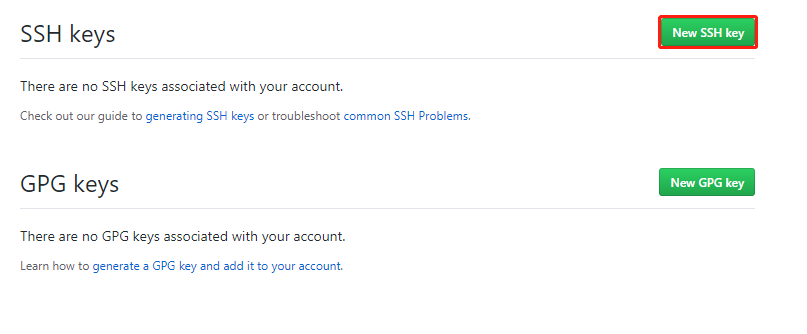 SSH keys
New SSH key
There are no SSH keys associated with your account.
Check out our guide to generating SSH keys or troubleshoot common SSH Problems.
GPG keys
New GPG key
There are no GPG keys associated with your account.
Learn how to generate a GPG key and add it to your account.